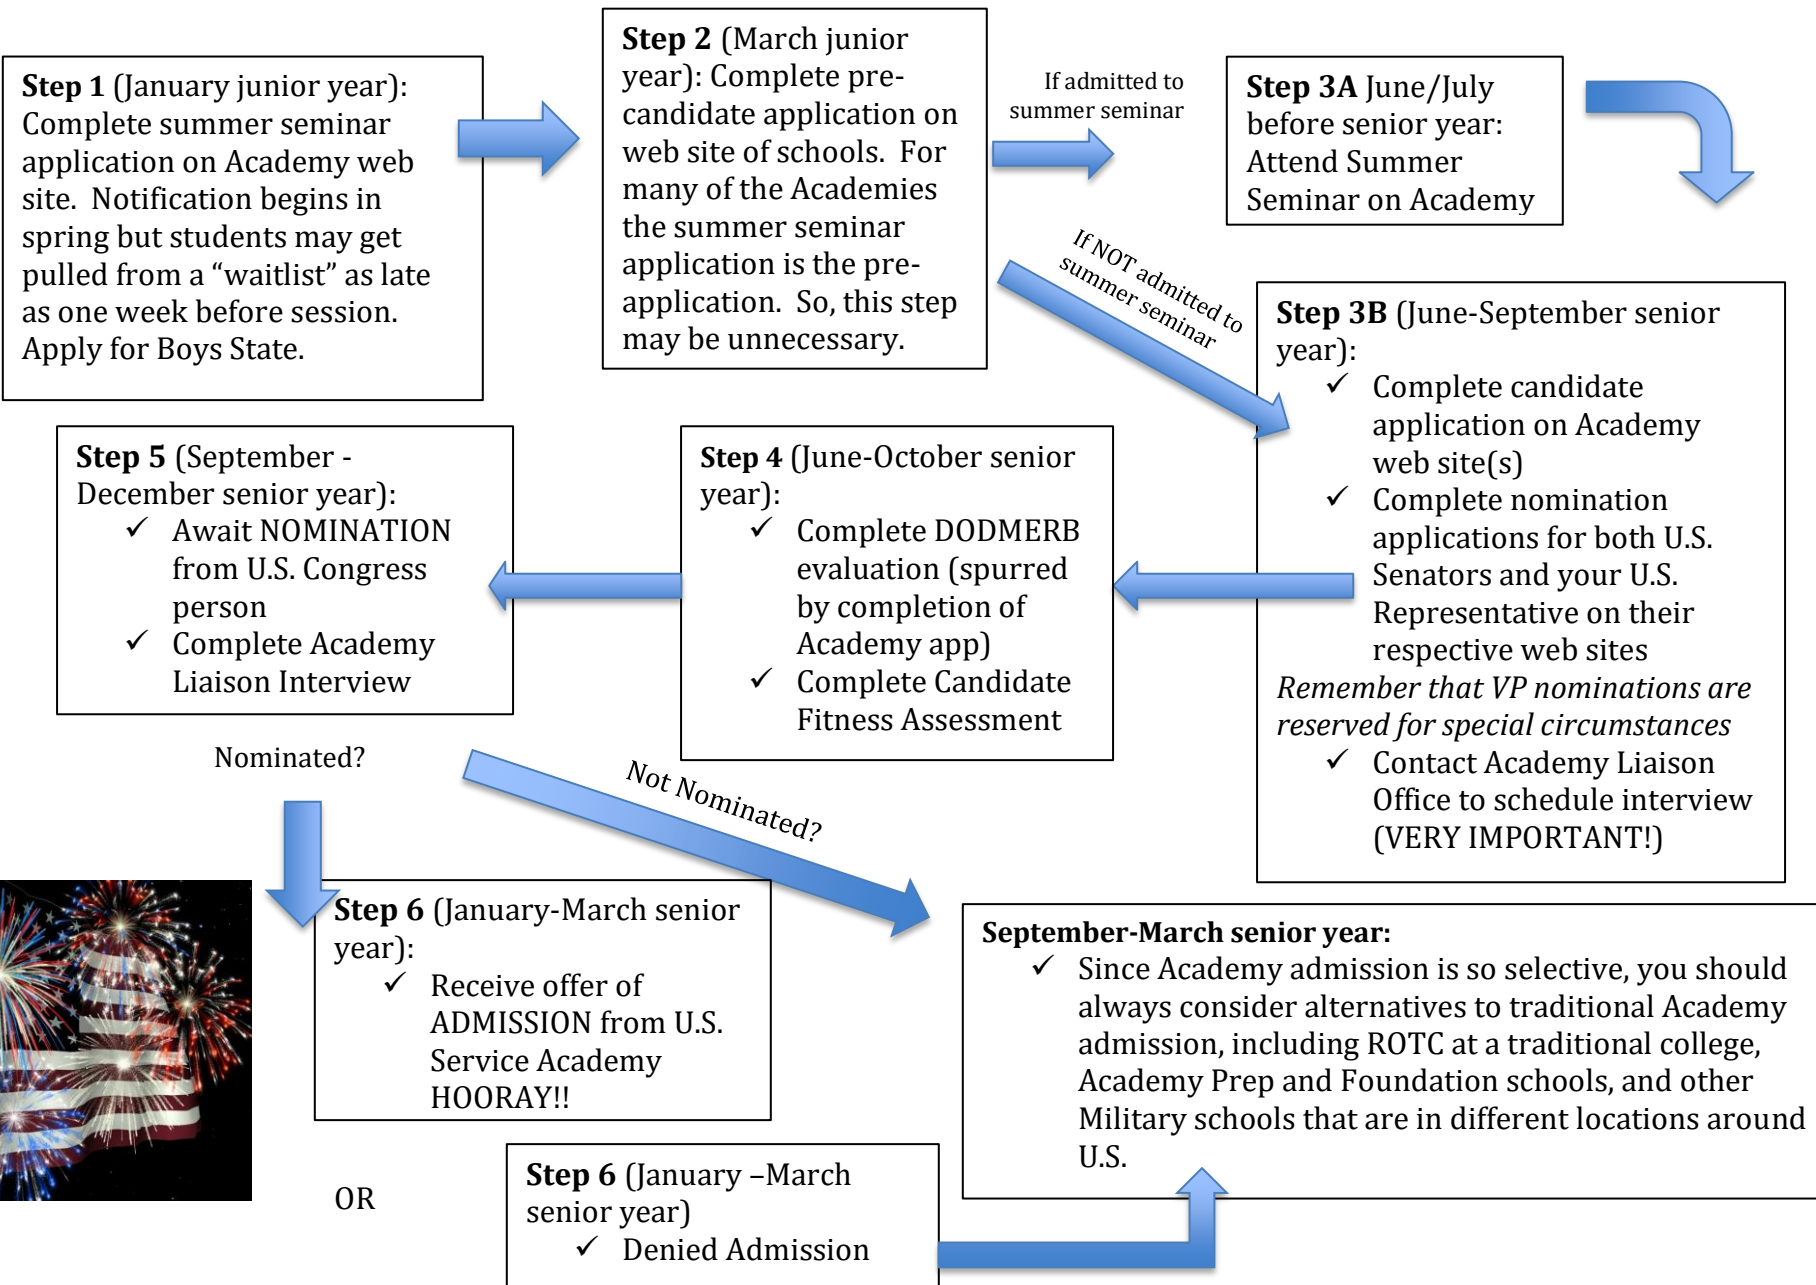 Step 1 (January junior year):
Complete summer seminar
application on Academy web
site.  Notification begins in
spring but students may get
pulled from a “waitlist” as late
as one week before session.
Apply for Boys State.
Step 2 (March junior
year): Complete pre-
candidate application on
web site of schools.  For
many of the Academies
the summer seminar
application is the pre-
application.  So, this step
may be unnecessary.
If admitted to
summer seminar
Step 3A June/July
before senior year:
Attend Summer
Seminar on Academy
If NOT admitted to
summer seminar
Step 3B (June-September senior
year):
✓ Complete candidate
application on Academy
web site(s)
✓ Complete nomination
applications for both U.S.
Senators and your U.S.
Representative on their
respective web sites
Remember that VP nominations are
reserved for special circumstances
✓ Contact Academy Liaison
Office to schedule interview
(VERY IMPORTANT!)
Step 4 (June-October senior
year):
✓ Complete DODMERB
evaluation (spurred
by completion of
Academy app)
✓ Complete Candidate
Fitness Assessment
Step 5 (September -
December senior year):
✓ Await NOMINATION
from U.S. Congress
person
✓ Complete Academy
Liaison Interview
Nominated?
Not Nominated?
Step 6 (January-March senior
year):
✓ Receive offer of
ADMISSION from U.S.
Service Academy
HOORAY!!
OR
Step 6 (January –March
senior year)
✓ Denied Admission
September-March senior year:
✓ Since Academy admission is so selective, you should
always consider alternatives to traditional Academy
admission, including ROTC at a traditional college,
Academy Prep and Foundation schools, and other
Military schools that are in different locations around
U.S.